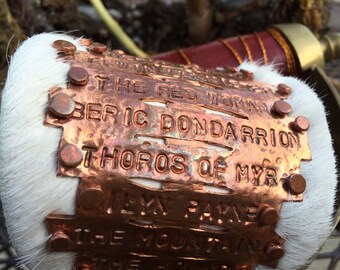 THE RED WOMAN
BERIC DONDARRION
THOROS OF MYR
ILYN PAYNE
THE MOUNTAIN